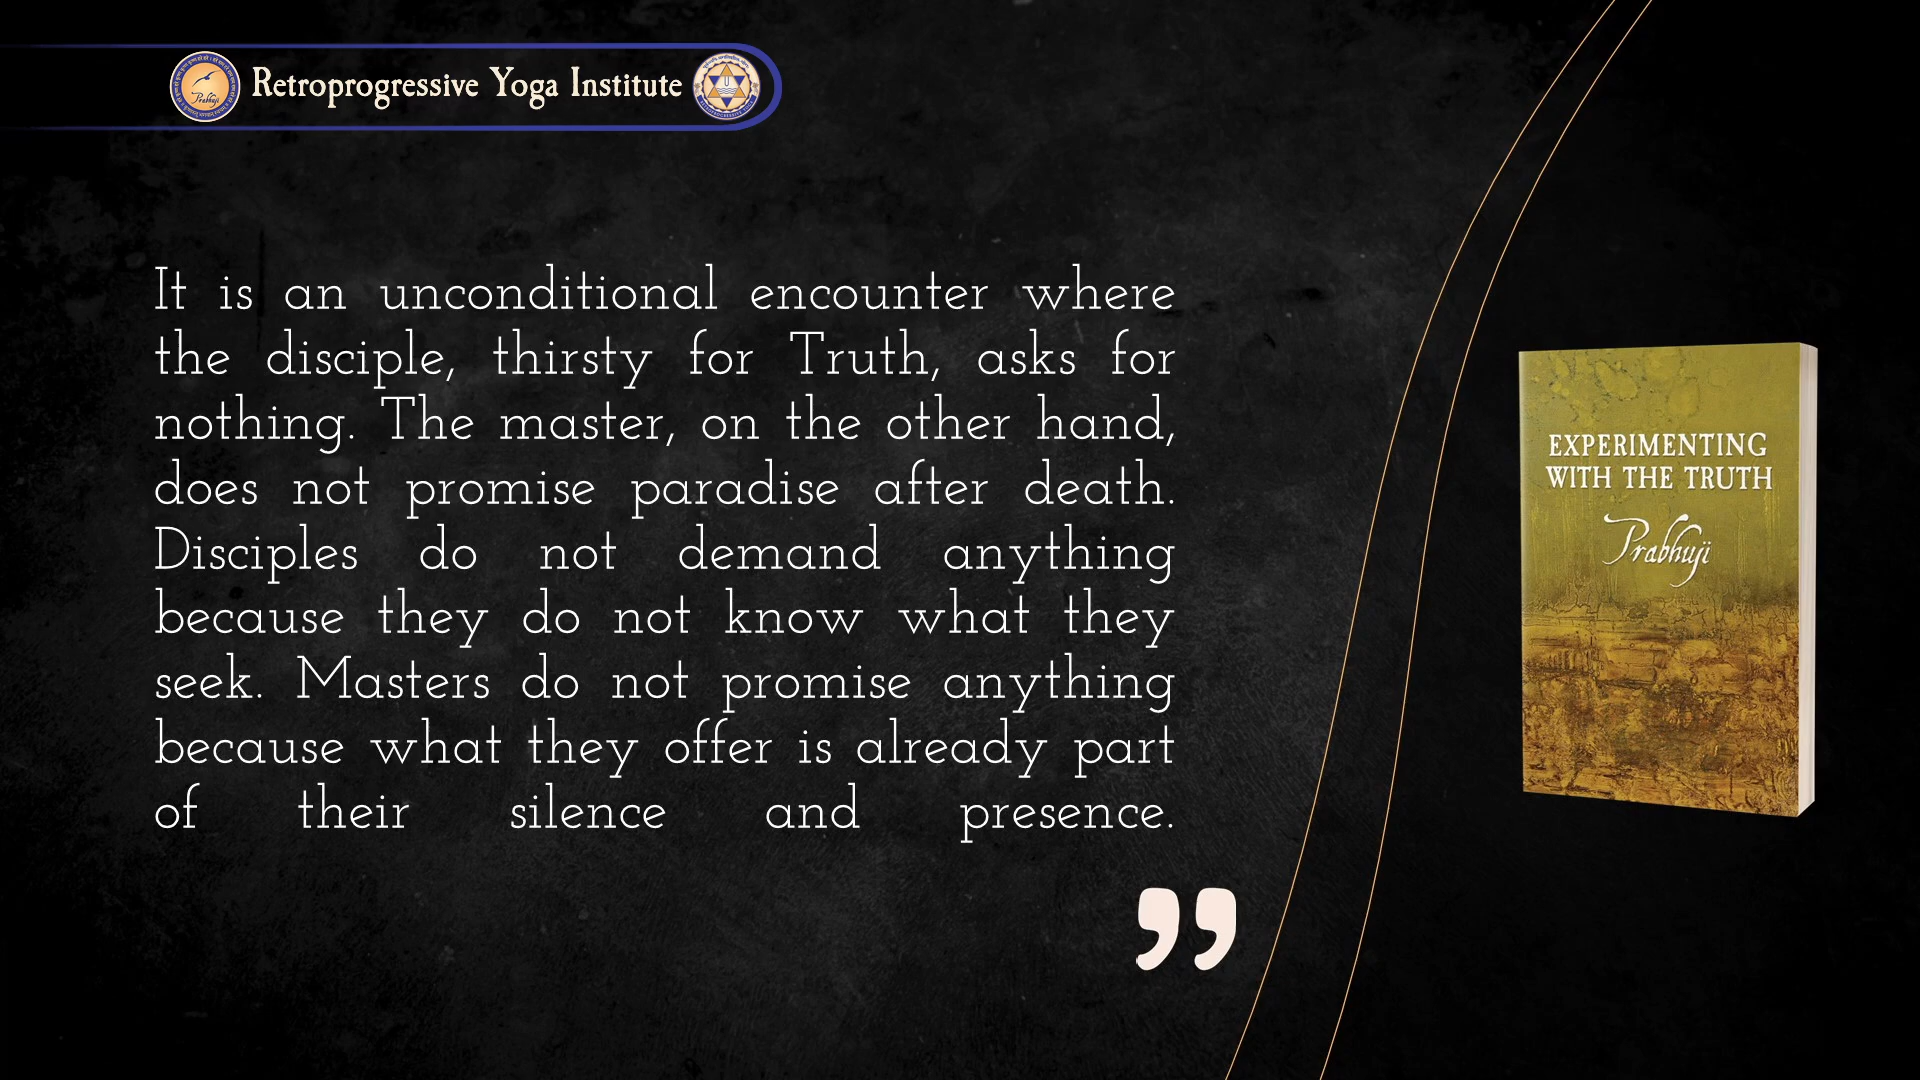 Retroprogressive Yoga Institute
Prabhuji
It is an unconditional encounter where
the disciple, thirsty for Truth, asks for
nothing. The master, on the other hand,
does not promise paradise after death.
Disciples do not demand anything
because they do not know what they
seek. Masters do not promise anything
because what they offer is already part
of their silence and presence.
”
EXPERIMENTING
WITH THE TRUTH
Prabhuji